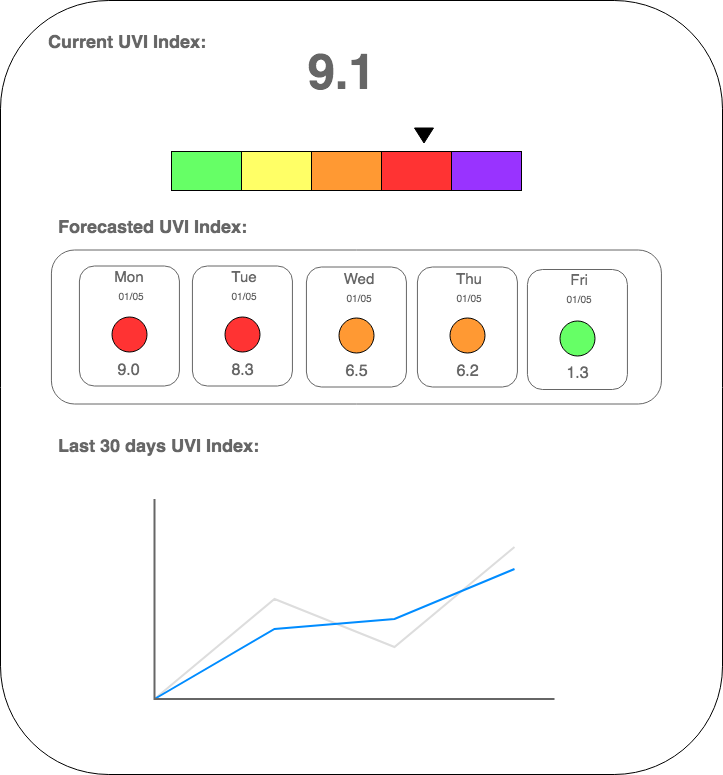 Current UVI Index:
9.1
Forecasted UVI Index:
Mon
01/05
9.0
Tue
01/05
8.3
Wed
01/05
6.5
Thu
01/05
6.2
Fri
01/05
1.3
Last 30 days UVI Index: